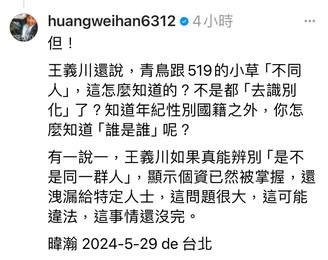 huangweihan6312 4小時
但！
王義川還說，青鳥跟 519的小草「不同
人」，這怎麼知道的？不是都「去識別
化」了？知道年紀性別國籍之外，你怎
麼知道「誰是誰」呢？
有一說一，王義川如果真能辨別「是不
是同一群人」，顯示個資已然被掌握，還
洩漏給特定人士，這問題很大，這可能
違法，這事情還沒完。
暐瀚 2024-5-29 de 台北